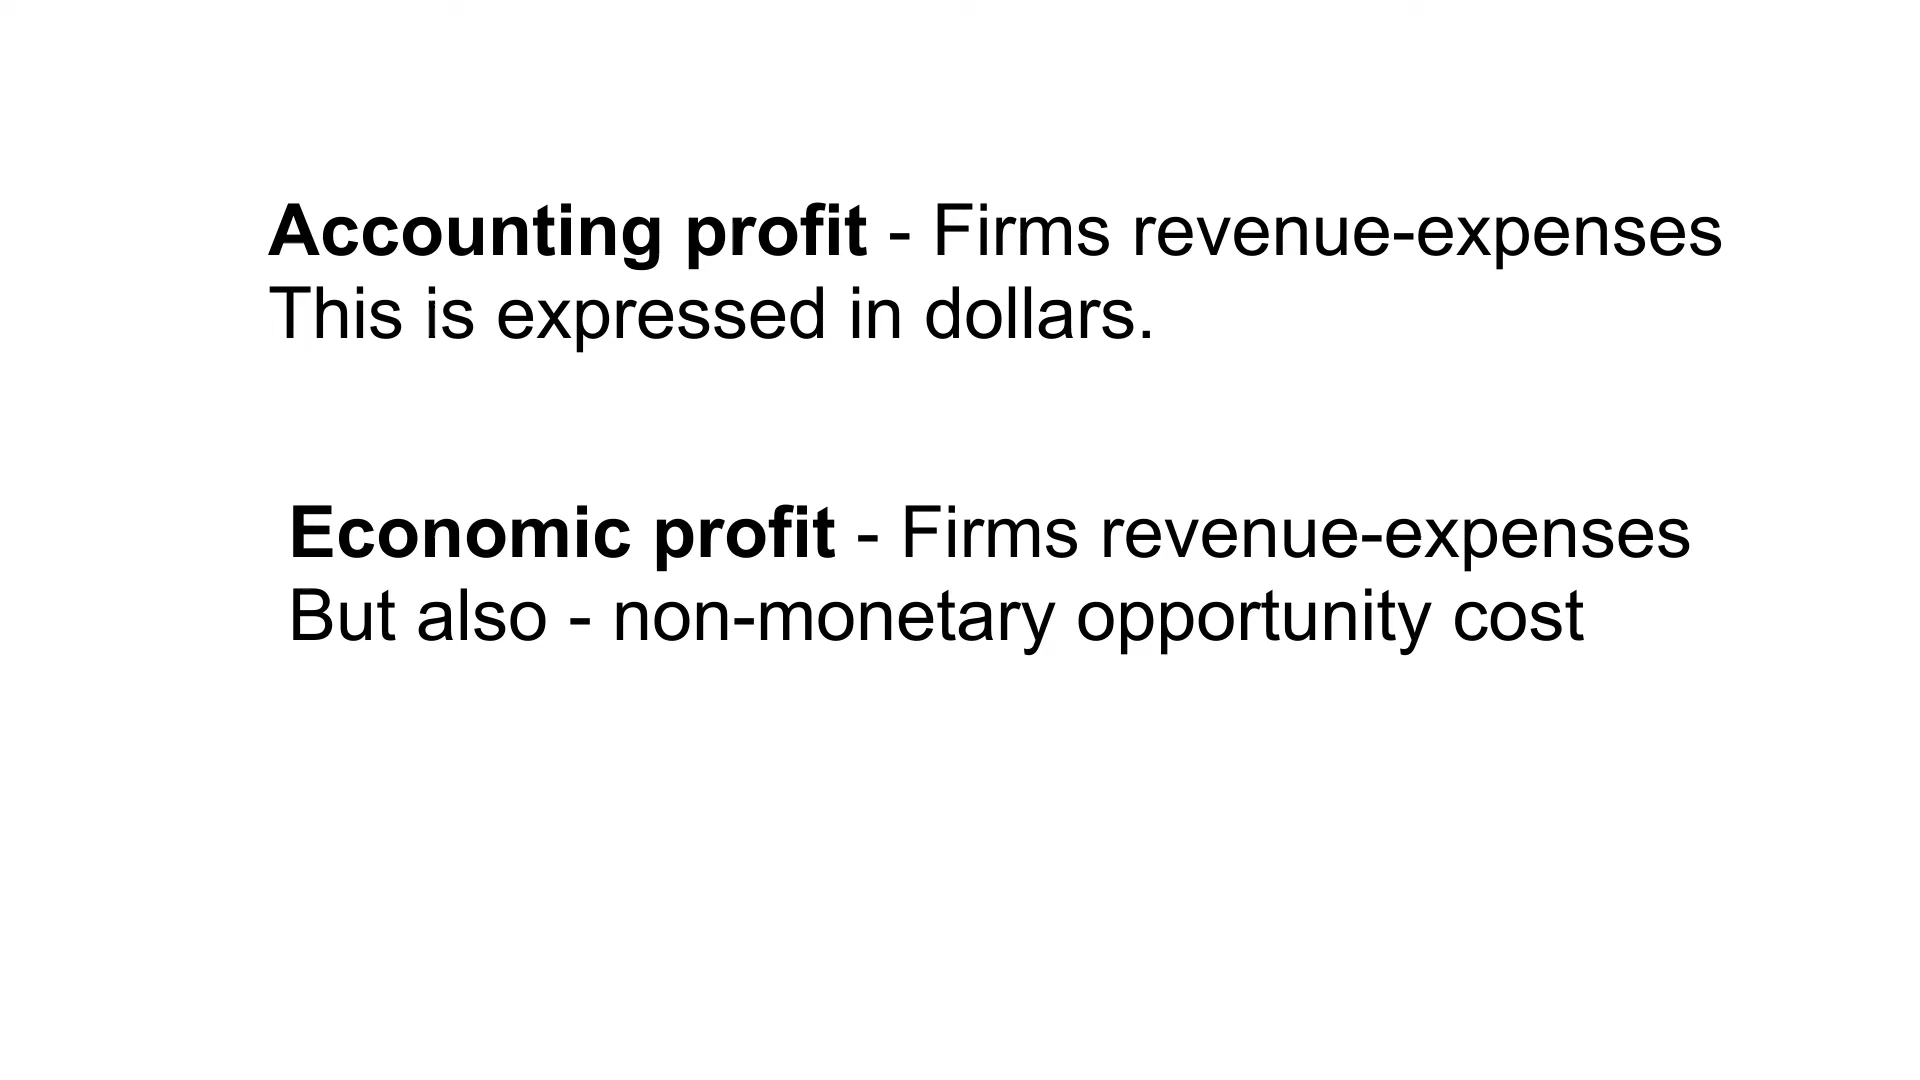 Accounting profit - Firms revenue-expenses
This is expressed in dollars.
Economic profit - Firms revenue-expenses
But also - non-monetary opportunity cost